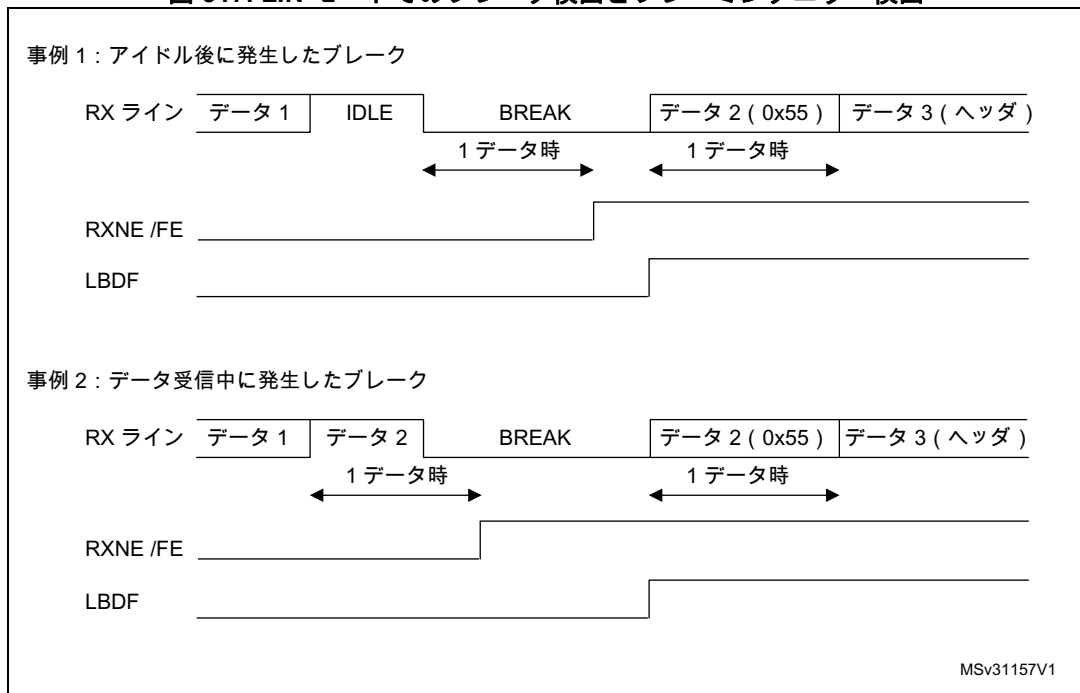 事例 1：アイドル後に発生したブレーク
RX ライン データ 1 IDLE BREAK データ 2 ( 0x55 ) データ 3 ( ヘッダ )
1 データ時 1 データ時
RXNE /FE
LBDF
事例 2：データ受信中に発生したブレーク
RX ライン データ 1 データ 2 BREAK データ 2 ( 0x55 ) データ 3 ( ヘッダ )
1 データ時 1 データ時
RXNE /FE
LBDF
MSv31157V1